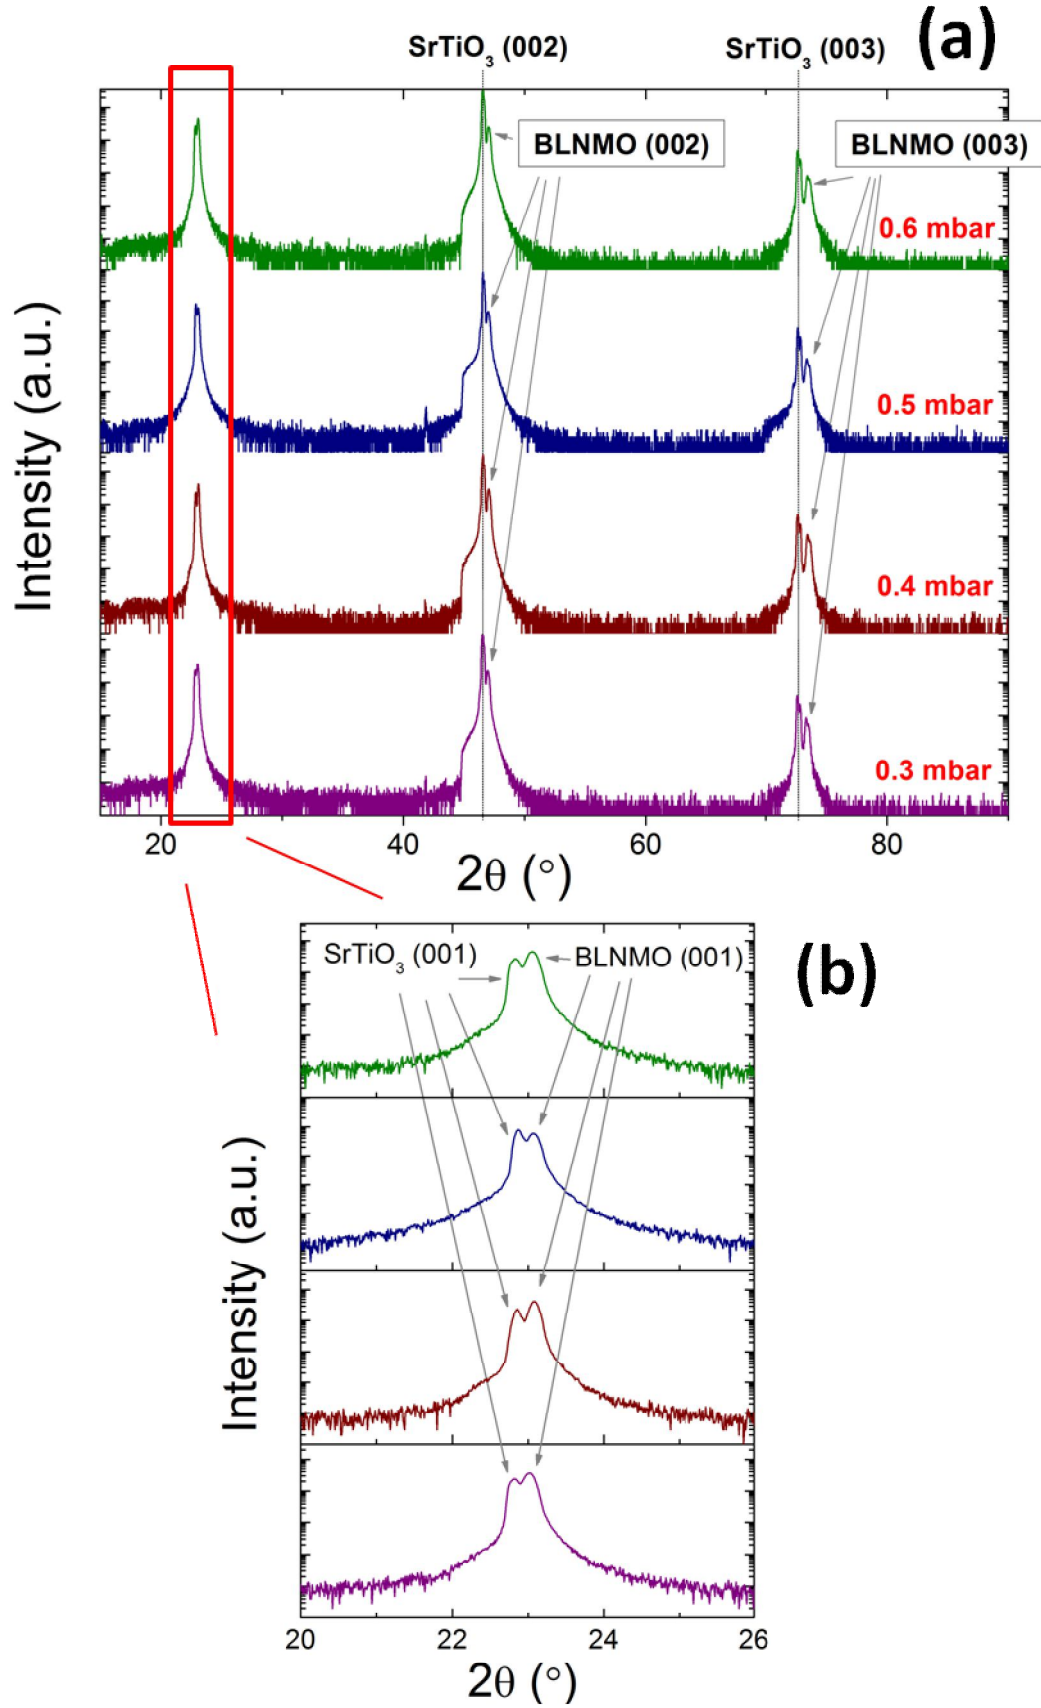 (a)
SrTiO₃ (002)
SrTiO₃ (003)
BLNMO (002)
BLNMO (003)
0.6 mbar
0.5 mbar
0.4 mbar
0.3 mbar
Intensity (a.u.)
20 40 60 80
2θ (°)
(b)
SrTiO₃ (001)
BLNMO (001)
Intensity (a.u.)
20 22 24 26
2θ (°)